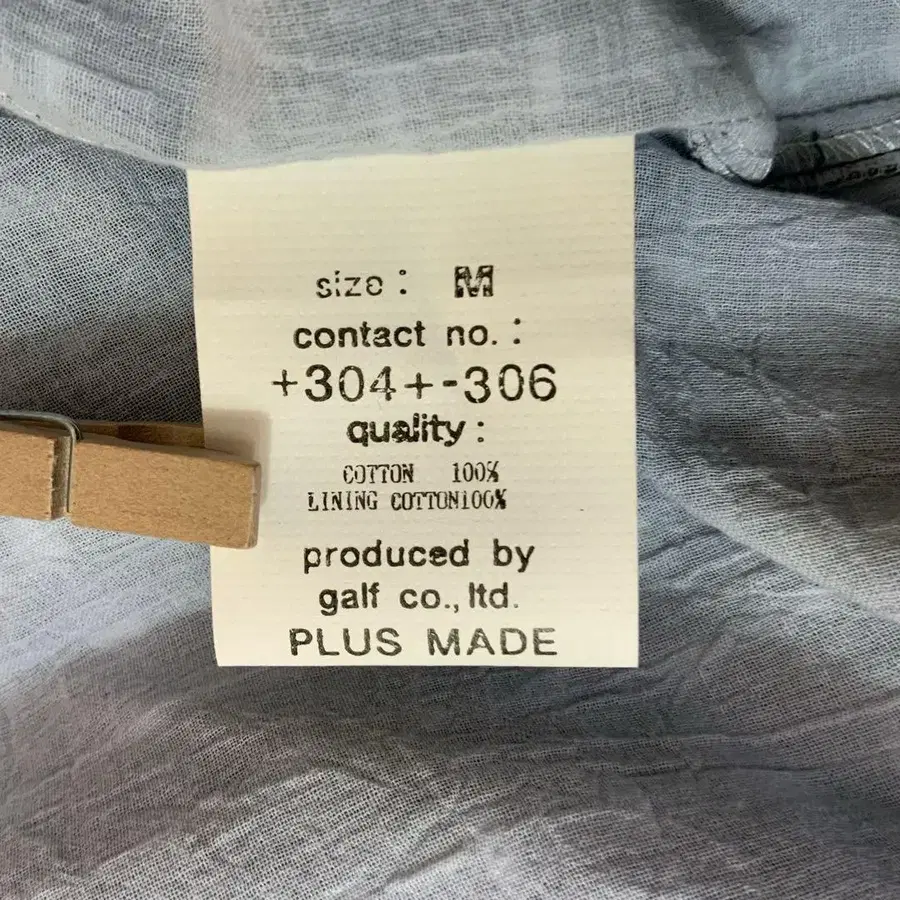 size : M
contact no. :
+304+-306
quality :
COTTON 100%
LINING COTTON100%
produced by
galf co., ltd.
PLUS MADE